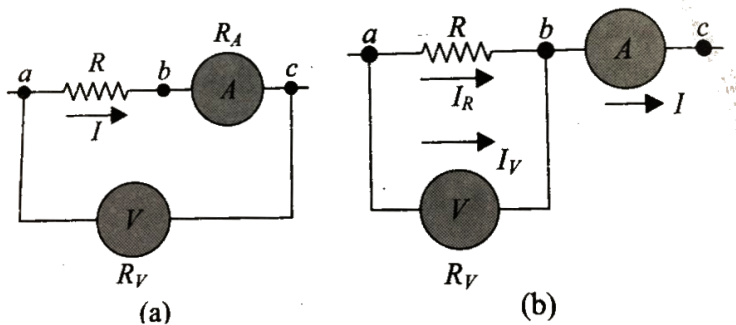 R_A
a R b A c
I
V
R_V
(a)
a R b A c
I_R I
I_V
V
R_V
(b)